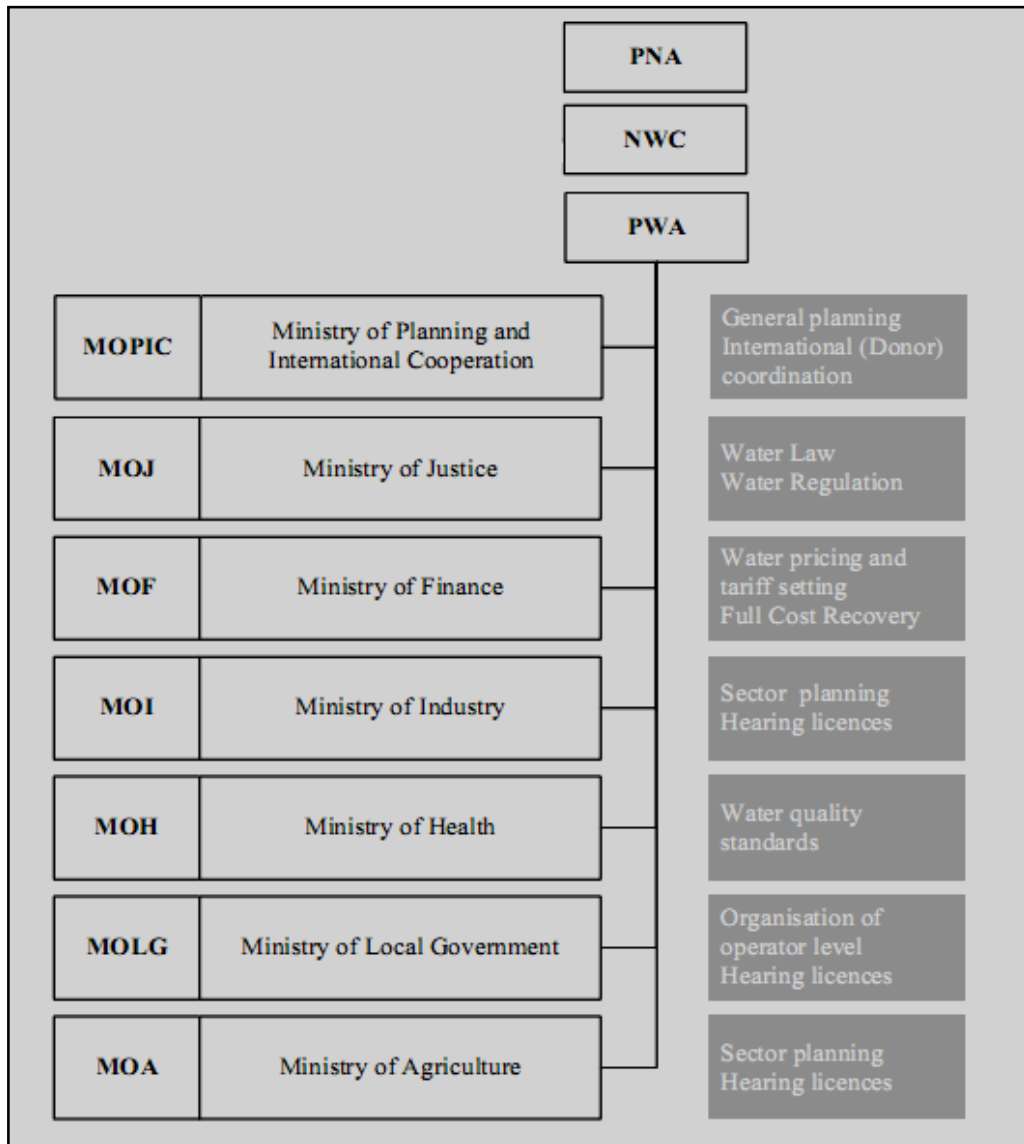 PNA
NWC
PWA
MOPIC
Ministry of Planning and
International Cooperation
General planning
International (Donor)
coordination
MOJ
Ministry of Justice
Water Law
Water Regulation
MOF
Ministry of Finance
Water pricing and
tariff setting
Full Cost Recovery
MOI
Ministry of Industry
Sector planning
Hearing licences
MOH
Ministry of Health
Water quality
standards
MOLG
Ministry of Local Government
Organisation of
operator level
Hearing licences
MOA
Ministry of Agriculture
Sector planning
Hearing licences